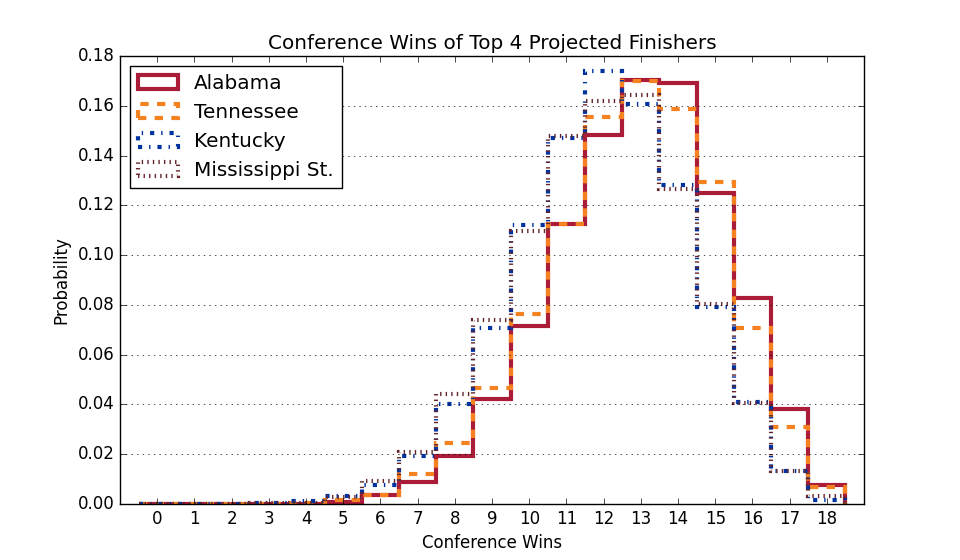 Conference Wins of Top 4 Projected Finishers
Alabama
Tennessee
Kentucky
Mississippi St.
0.18
0.16
0.14
0.12
0.10
0.08
0.06
0.04
0.02
0.00
Probability
0 1 2 3 4 5 6 7 8 9 10 11 12 13 14 15 16 17 18
Conference Wins